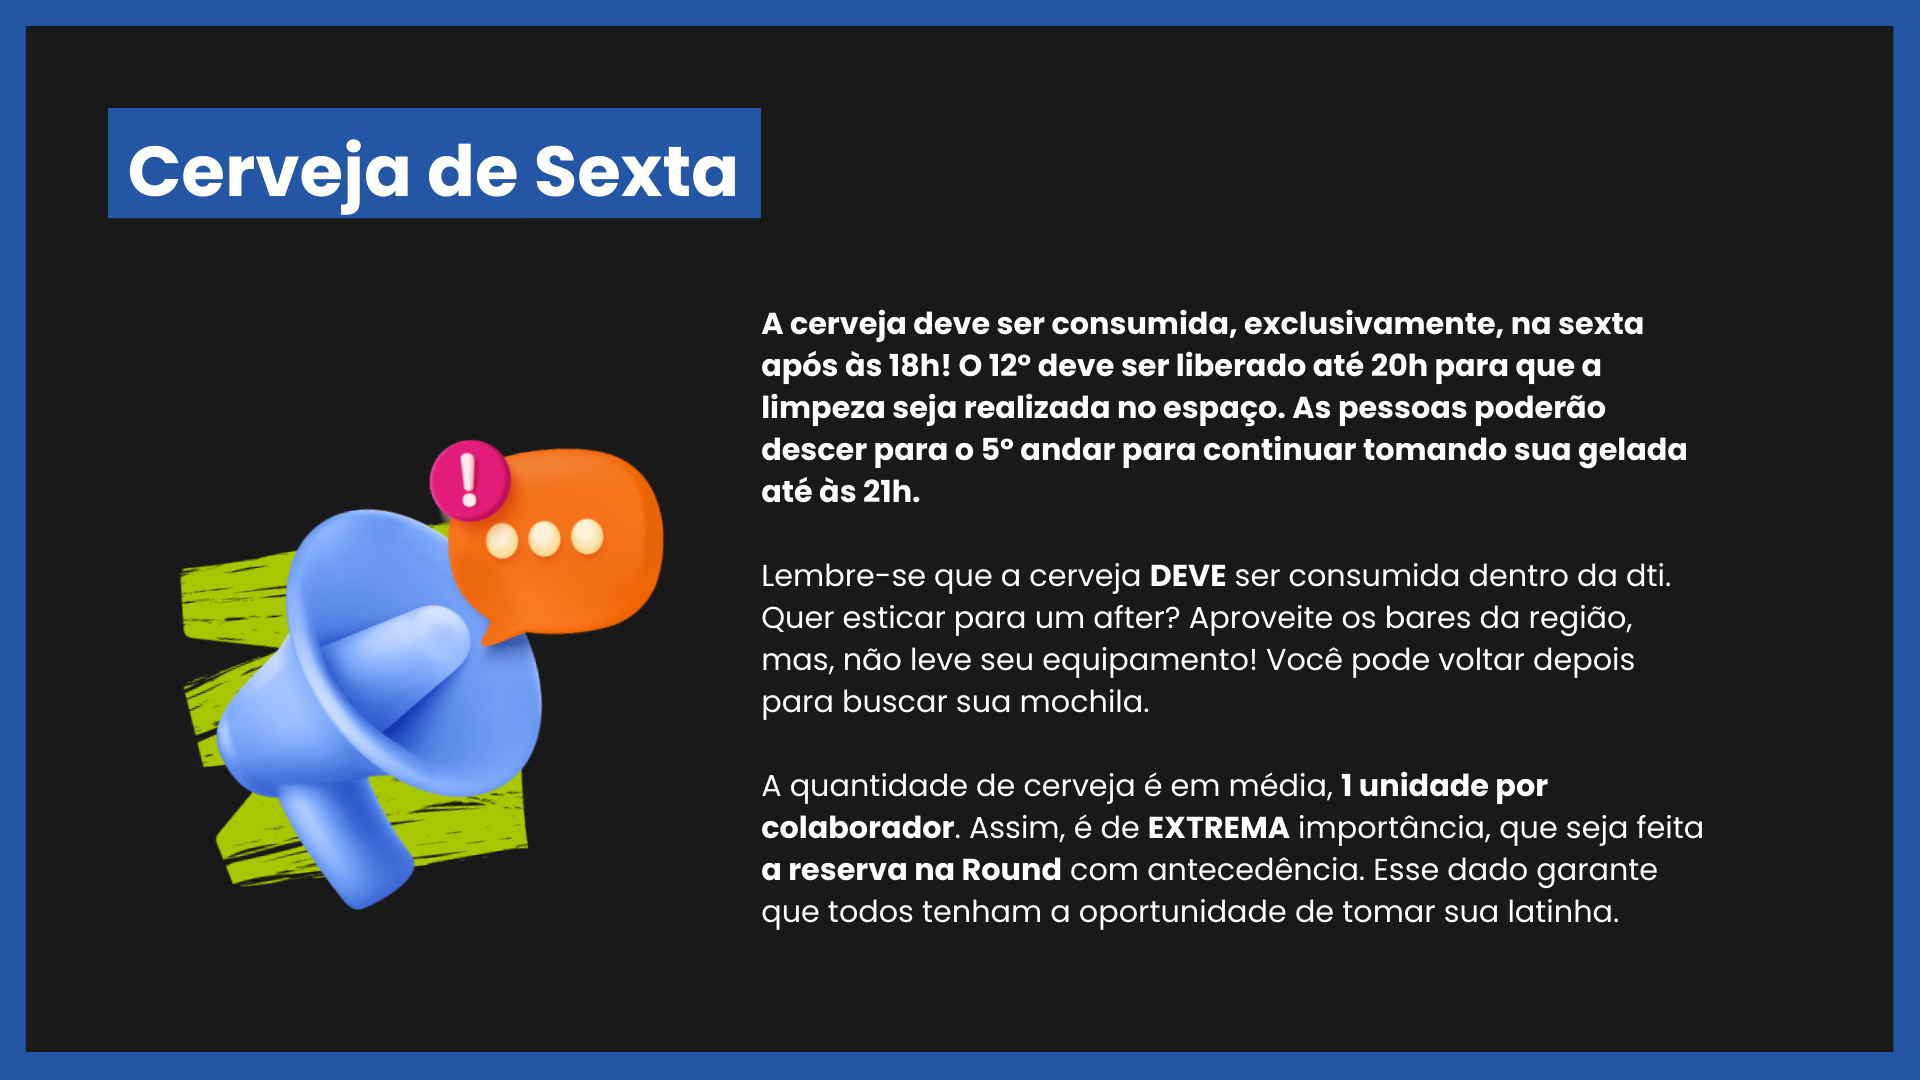 Cerveja de Sexta
A cerveja deve ser consumida, exclusivamente, na sexta
após às 18h! O 12º deve ser liberado até 20h para que a
limpeza seja realizada no espaço. As pessoas poderão
descer para o 5º andar para continuar tomando sua gelada
até às 21h.
Lembre-se que a cerveja DEVE ser consumida dentro da dti.
Quer esticar para um after? Aproveite os bares da região,
mas, não leve seu equipamento! Você pode voltar depois
para buscar sua mochila.
A quantidade de cerveja é em média, 1 unidade por
colaborador. Assim, é de EXTREMA importância, que seja feita
a reserva na Round com antecedência. Esse dado garante
que todos tenham a oportunidade de tomar sua latinha.